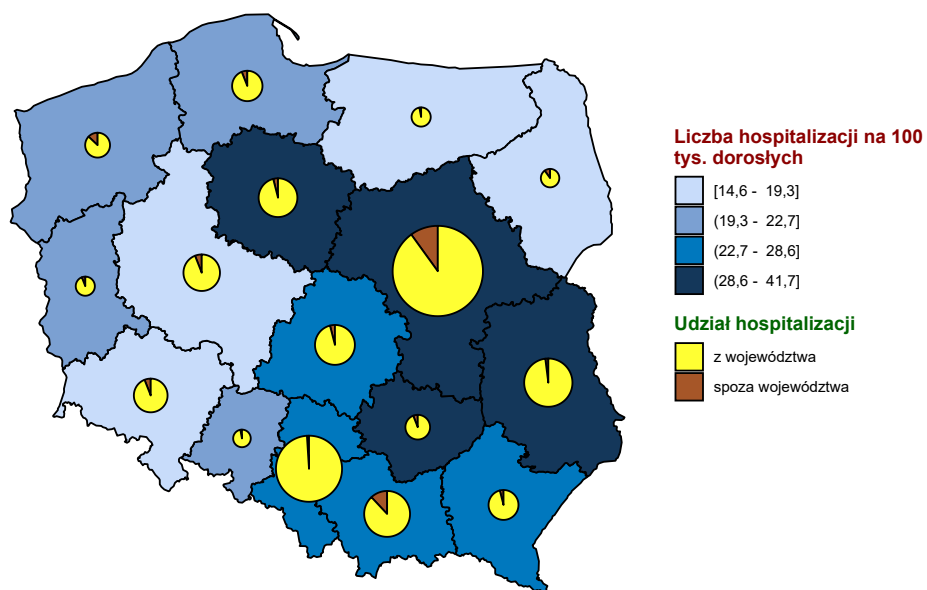 Liczba hospitalizacji na 100
tys. dorosłych
[14,6 - 19,3]
(19,3 - 22,7]
(22,7 - 28,6]
(28,6 - 41,7]
Udział hospitalizacji
z województwa
spoza województwa